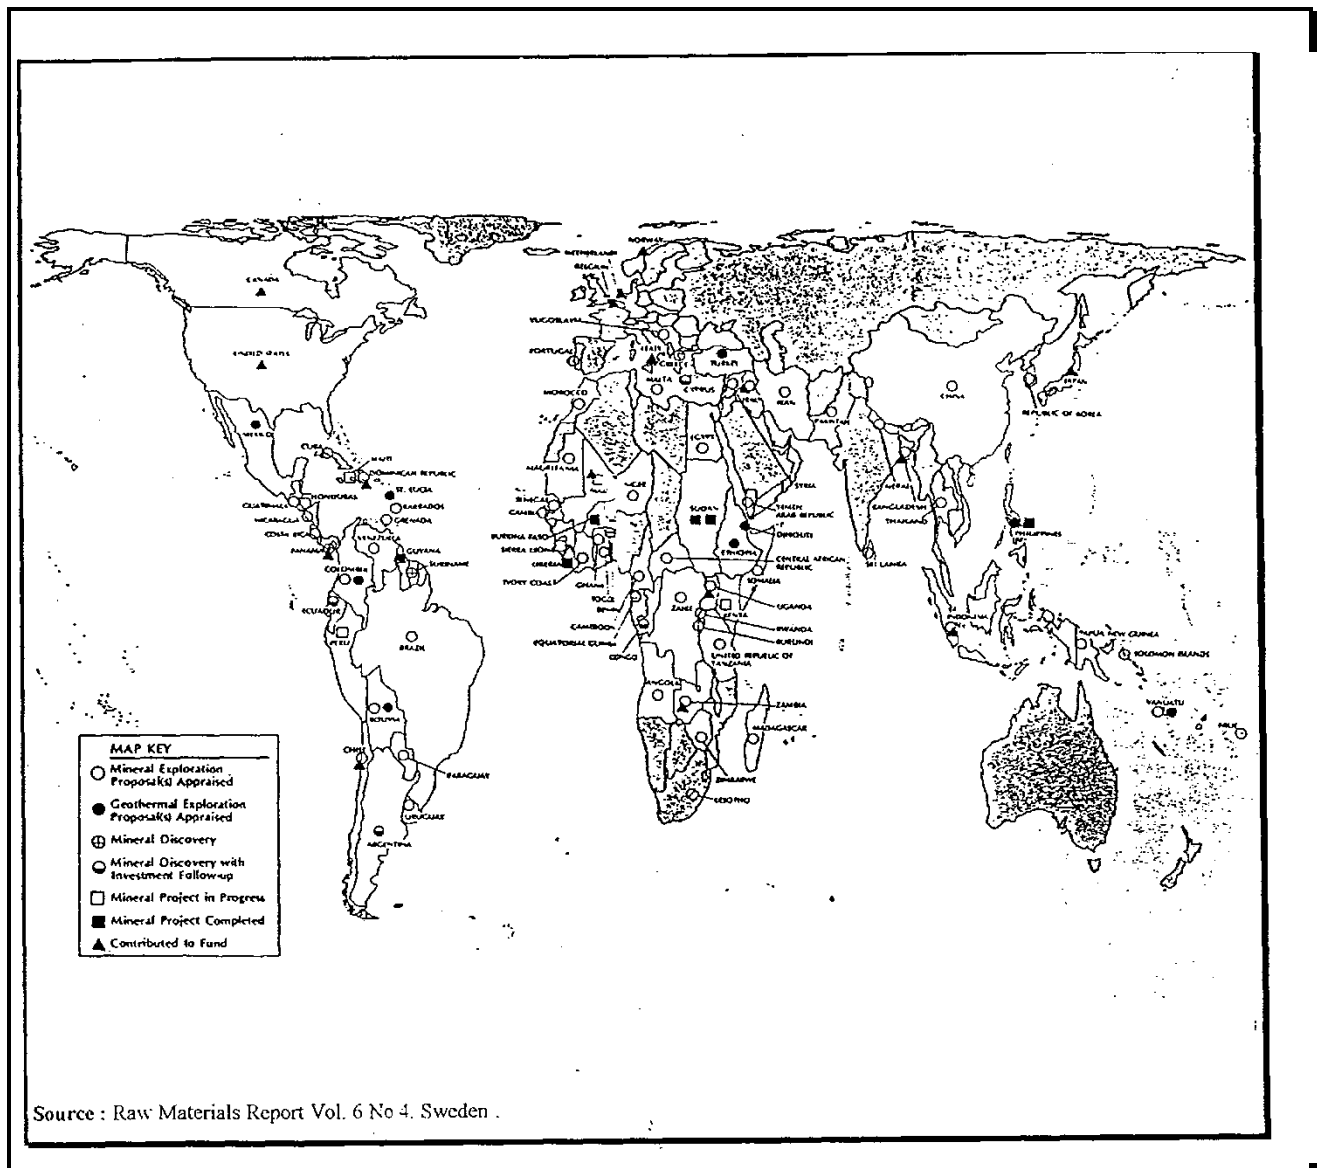 NORWAY
NETHERLANDS
BELGIUM
CANADA
YUGOSLAVIA
UNITED STATES
PORTUGAL
ITALY
GREECE
TURKEY
MALTA
CYPRUS
MOROCCO
IRAN
PAKISTAN
CHINA
JAPAN
REPUBLIC OF KOREA
MEXICO
CUBA
EGYPT
HAITI
DOMINICAN REPUBLIC
MAURITANIA
MALI
NIGER
SYRIA
NEPAL
ST. LUCIA
GUATEMALA
HONDURAS
BARBADOS
SENEGAL
GAMBIA
SUDAN
YEMEN
ARAB REPUBLIC
BANGLADESH
THAILAND
NICARAGUA
GRENADA
COSTA RICA
PANAMA
VENEZUELA
GUYANA
SURINAME
BURKINA FASO
SIERRA LEONE
LIBERIA
DJIBOUTI
ETHIOPIA
PHILIPPINES
CENTRAL AFRICAN
REPUBLIC
SRI LANKA
COLOMBIA
IVORY COAST
GHANA
SOMALIA
ECUADOR
TOGO
BENIN
ZAIRE
UGANDA
KENYA
INDONESIA
CAMEROON
RWANDA
PERU
BRAZIL
EQUATORIAL GUINEA
BURUNDI
PAPUA NEW GUINEA
CONGO
UNITED REPUBLIC OF
TANZANIA
SOLOMON ISLANDS
ANGOLA
BOLIVIA
ZAMBIA
VANUATU
MADAGASCAR
CHILE
PARAGUAY
ZIMBABWE
LESOTHO
URUGUAY
ARGENTINA
MAP KEY
Mineral Exploration
Proposal(s) Appraised
Geothermal Exploration
Proposal(s) Appraised
Mineral Discovery
Mineral Discovery with
Investment Follow-up
Mineral Project in Progress
Mineral Project Completed
Contributed to Fund
Source : Raw Materials Report Vol. 6 No 4. Sweden .